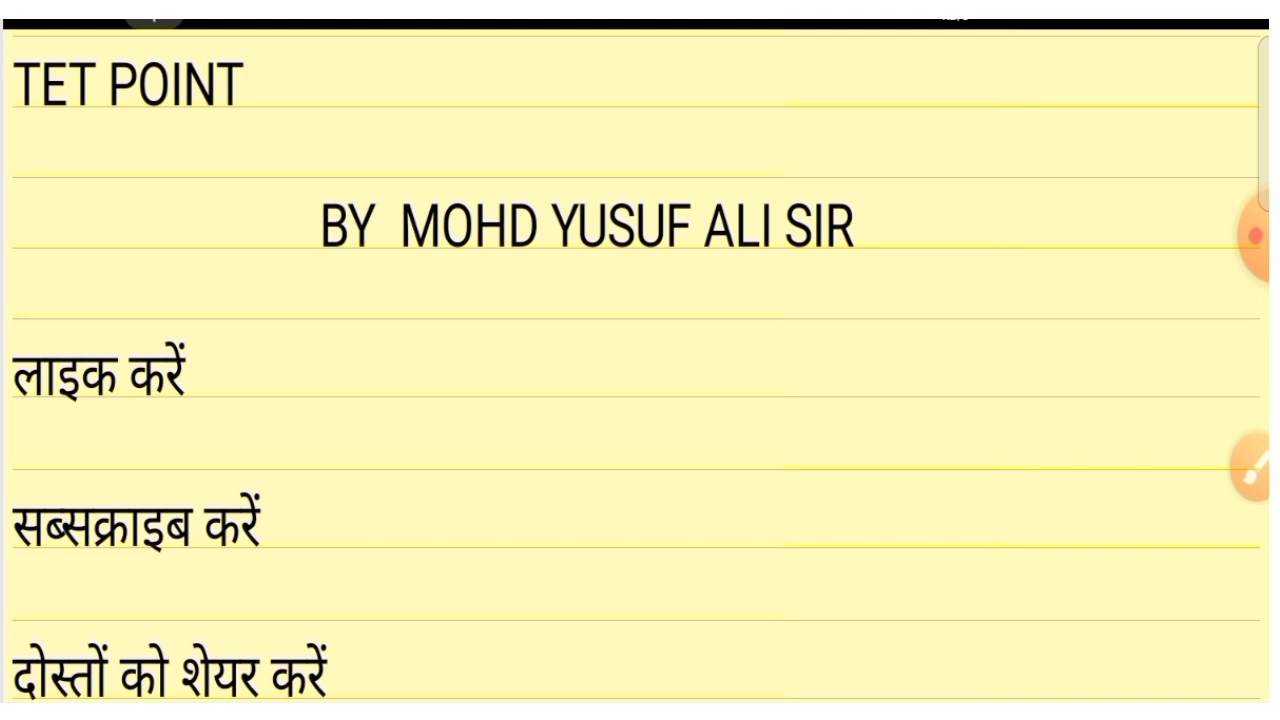 TET POINT
BY MOHD YUSUF ALI SIR
लाइक करें
सब्सक्राइब करें
दोस्तों को शेयर करें